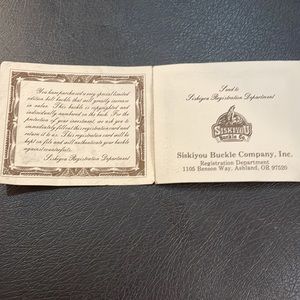 You have purchased a very special limited
edition belt buckle that will greatly increase
in value. This buckle is copyrighted and
individually numbered on the back. For the
protection of your investment, we ask you to
immediately fill out this registration card and
return it to us. This registration card will be
kept on file and will authenticate your buckle
against counterfeits.
Siskiyou Registration Department
Send to
Siskiyou Registration Department
SISKIYOU
Buckle Co.
Siskiyou Buckle Company, Inc.
Registration Department
1105 Benson Way, Ashland, OR 97520